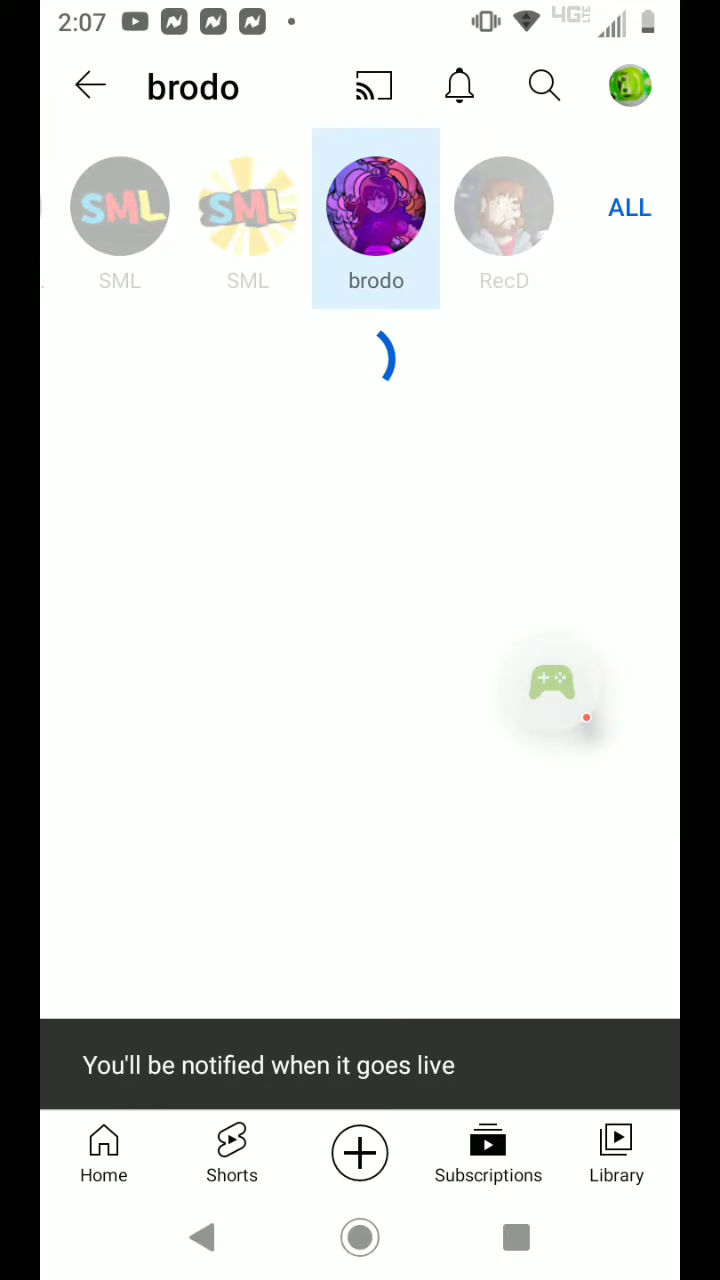 2:07
4G
brodo
SML
SML
brodo
RecD
ALL
You'll be notified when it goes live
Home
Shorts
Subscriptions
Library